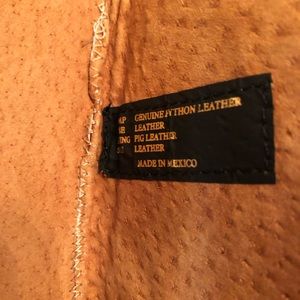 GENUINE PYTHON LEATHER
LEATHER
PIG LEATHER
LEATHER
MADE IN MEXICO